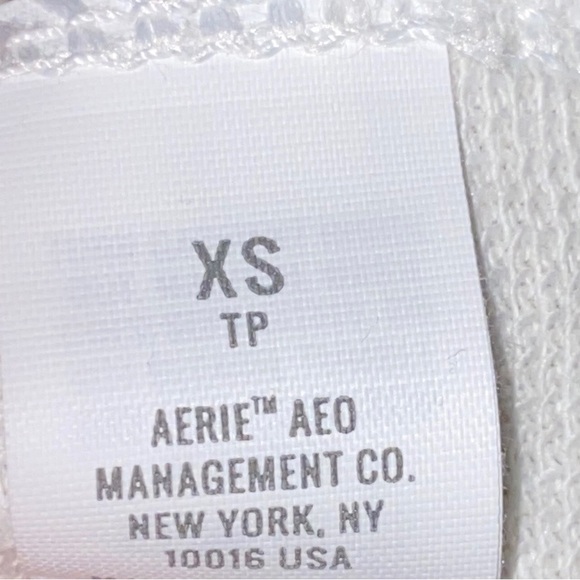 XS
TP
AERIE™ AEO
MANAGEMENT CO.
NEW YORK, NY
10016 USA